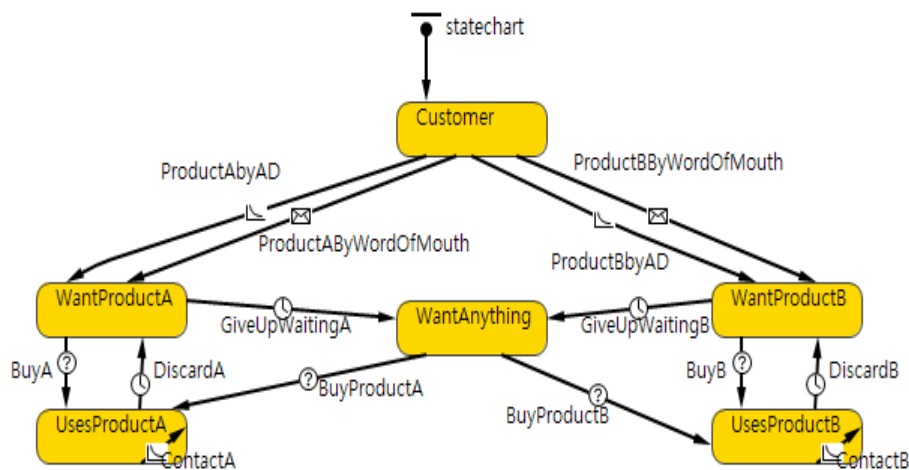 statechart
Customer
ProductAbyAD
ProductBByWordOfMouth
ProductAByWordOfMouth
ProductBbyAD
WantProductA
WantProductB
GiveUpWaitingA
WantAnything
GiveUpWaitingB
BuyA
DiscardA
BuyProductA
BuyB
DiscardB
BuyProductB
UsesProductA
UsesProductB
ContactA
ContactB